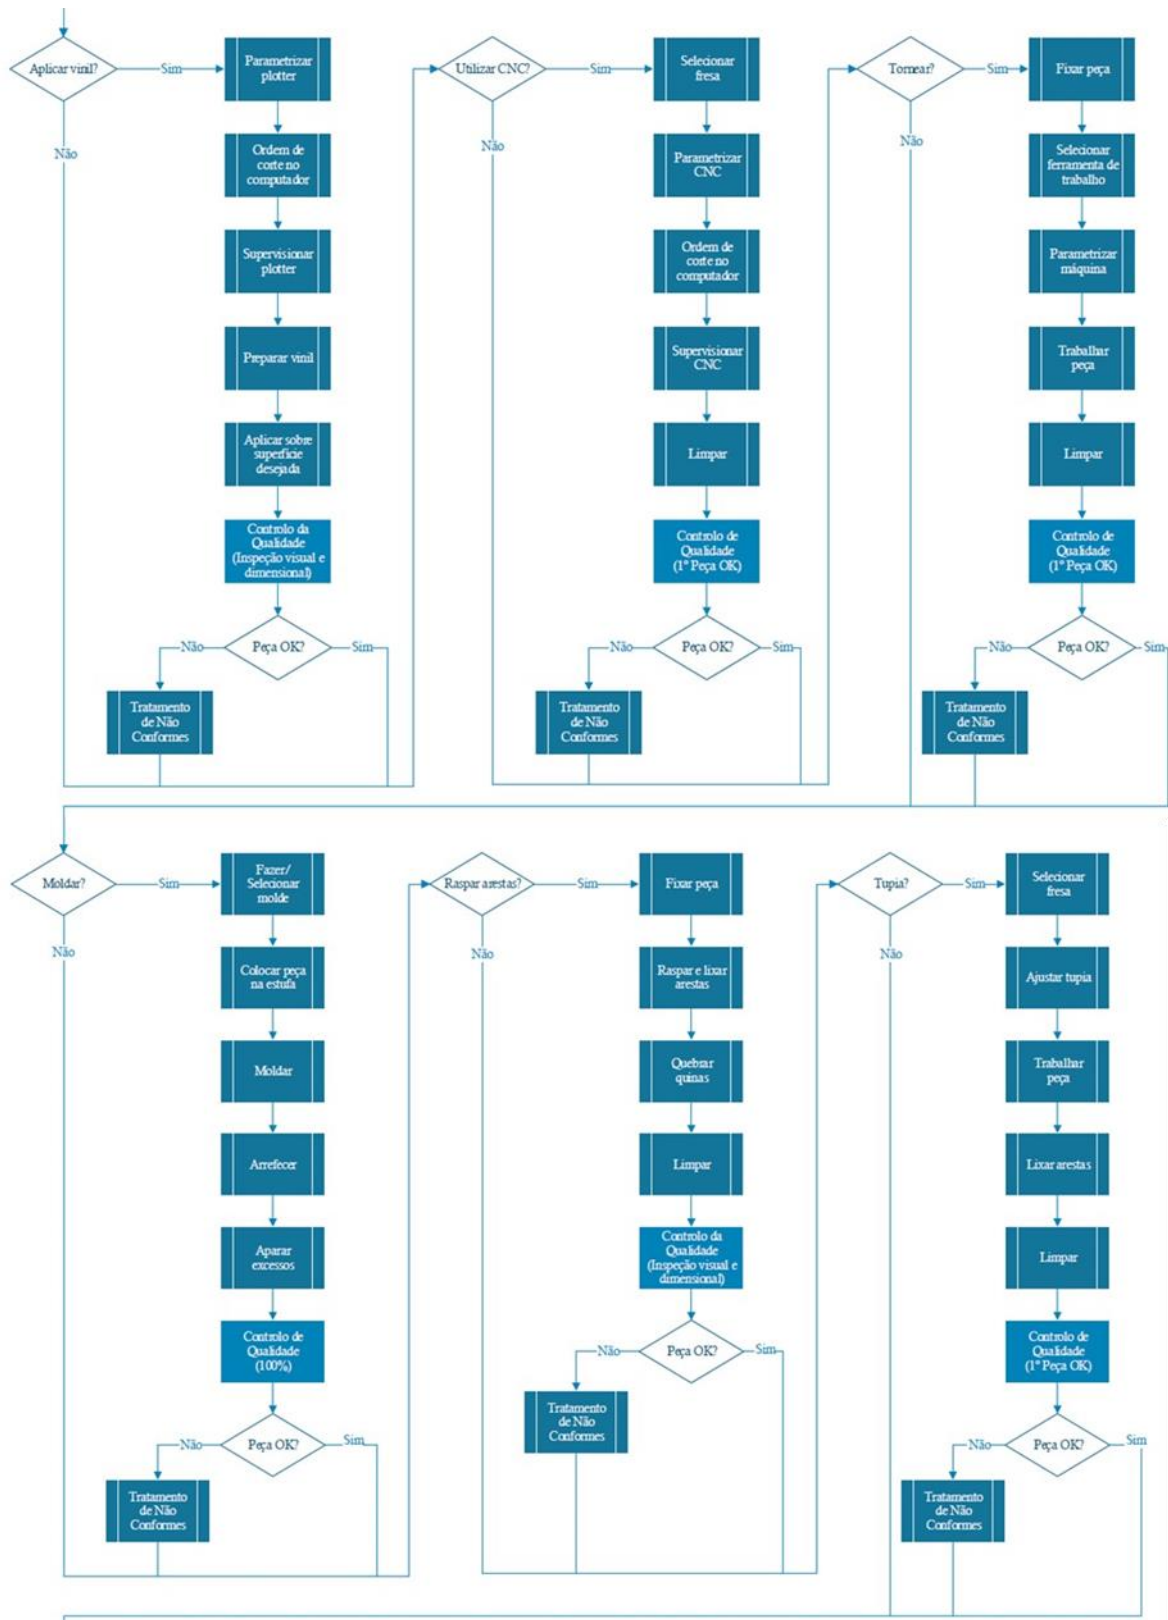 Aplicar vinil?
Sim
Não
Parametrizar
plotter
Ordem de
corte no
computador
Supervisionar
plotter
Preparar vinil
Aplicar sobre
superfície
desejada
Controlo da
Qualidade
(Inspeção visual e
dimensional)
Peça OK?
Não
Sim
Tratamento
de Não
Conformes
Utilizar CNC?
Sim
Não
Selecionar
fresa
Parametrizar
CNC
Ordem de
corte no
computador
Supervisionar
CNC
Limpar
Controlo de
Qualidade
(1ª Peça OK)
Peça OK?
Não
Sim
Tratamento
de Não
Conformes
Tornear?
Sim
Não
Fixar peça
Selecionar
ferramenta de
trabalho
Parametrizar
máquina
Trabalhar
peça
Limpar
Controlo de
Qualidade
(1ª Peça OK)
Peça OK?
Não
Sim
Tratamento
de Não
Conformes
Moldar?
Sim
Não
Fazer/
Selecionar
molde
Colocar peça
na estufa
Moldar
Arrefecer
Aparar
excessos
Controlo de
Qualidade
(100%)
Peça OK?
Não
Sim
Tratamento
de Não
Conformes
Raspar arestas?
Sim
Não
Fixar peça
Raspar e lixar
arestas
Quebrar
quinas
Limpar
Controlo da
Qualidade
(Inspeção visual e
dimensional)
Peça OK?
Não
Sim
Tratamento
de Não
Conformes
Tupia?
Sim
Não
Selecionar
fresa
Ajustar tupia
Trabalhar
peça
Lixar arestas
Limpar
Controlo de
Qualidade
(1ª Peça OK)
Peça OK?
Não
Sim
Tratamento
de Não
Conformes